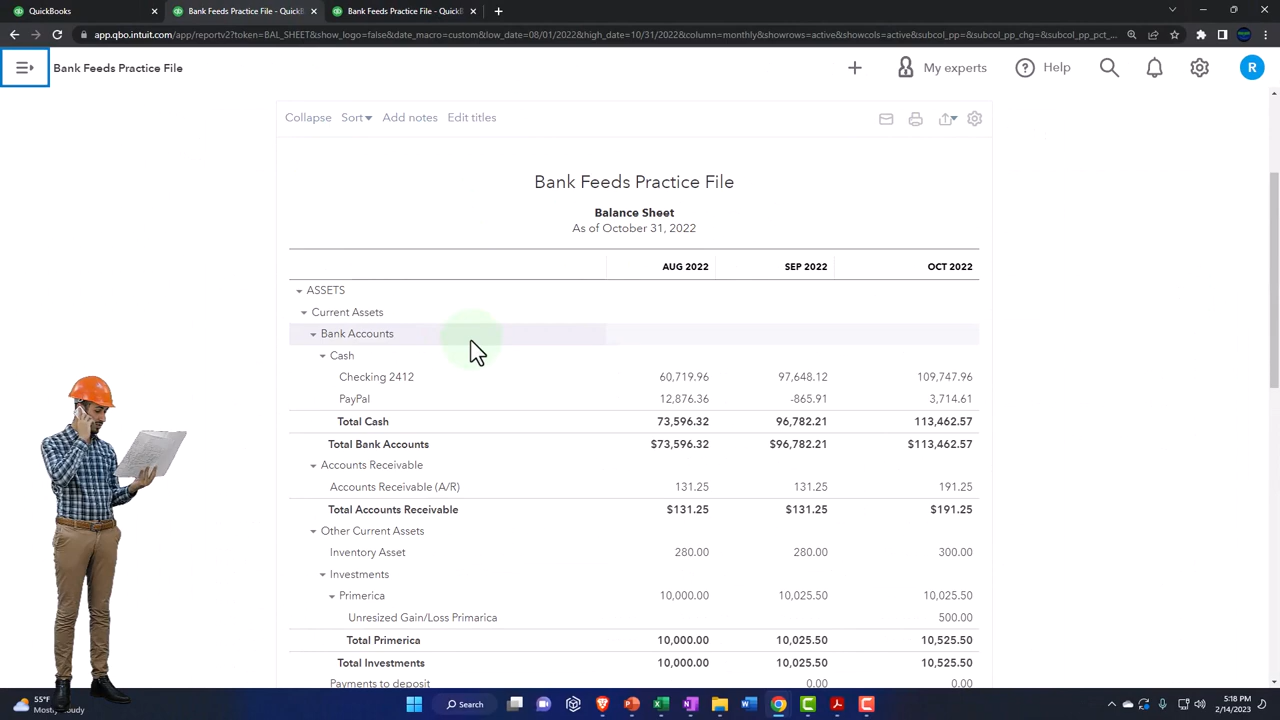 QuickBooks
Bank Feeds Practice File - QuickB
QuickBooks
app.qbo.intuit.com/app/reportv2?token=BAL_SHEET&show_logo=false&date_macro=custom&low_date=08/01/2022&high_date=10/31/2022&column=monthly&showrows=active&showcols=active&subcol_pp=&subcol_pp_chg=&subcol_pp_pct_...
Bank Feeds Practice File
My experts
Help
R
Collapse Sort Add notes Edit titles
Bank Feeds Practice File
Balance Sheet
As of October 31, 2022
AUG 2022 SEP 2022 OCT 2022
ASSETS
Current Assets
Bank Accounts
Cash
Checking 2412 60,719.96 97,648.12 109,747.96
PayPal 12,876.36 -865.91 3,714.61
Total Cash 73,596.32 96,782.21 113,462.57
Total Bank Accounts $73,596.32 $96,782.21 $113,462.57
Accounts Receivable
Accounts Receivable (A/R) 131.25 131.25 191.25
Total Accounts Receivable $131.25 $131.25 $191.25
Other Current Assets
Inventory Asset 280.00 280.00 300.00
Investments
Primerica 10,000.00 10,025.50 10,025.50
Unresized Gain/Loss Primarica 500.00
Total Primerica 10,000.00 10,025.50 10,525.50
Total Investments 10,000.00 10,025.50 10,525.50
Payments to deposit 0.00 0.00
55°F
Search
5:18 PM
2/14/2023